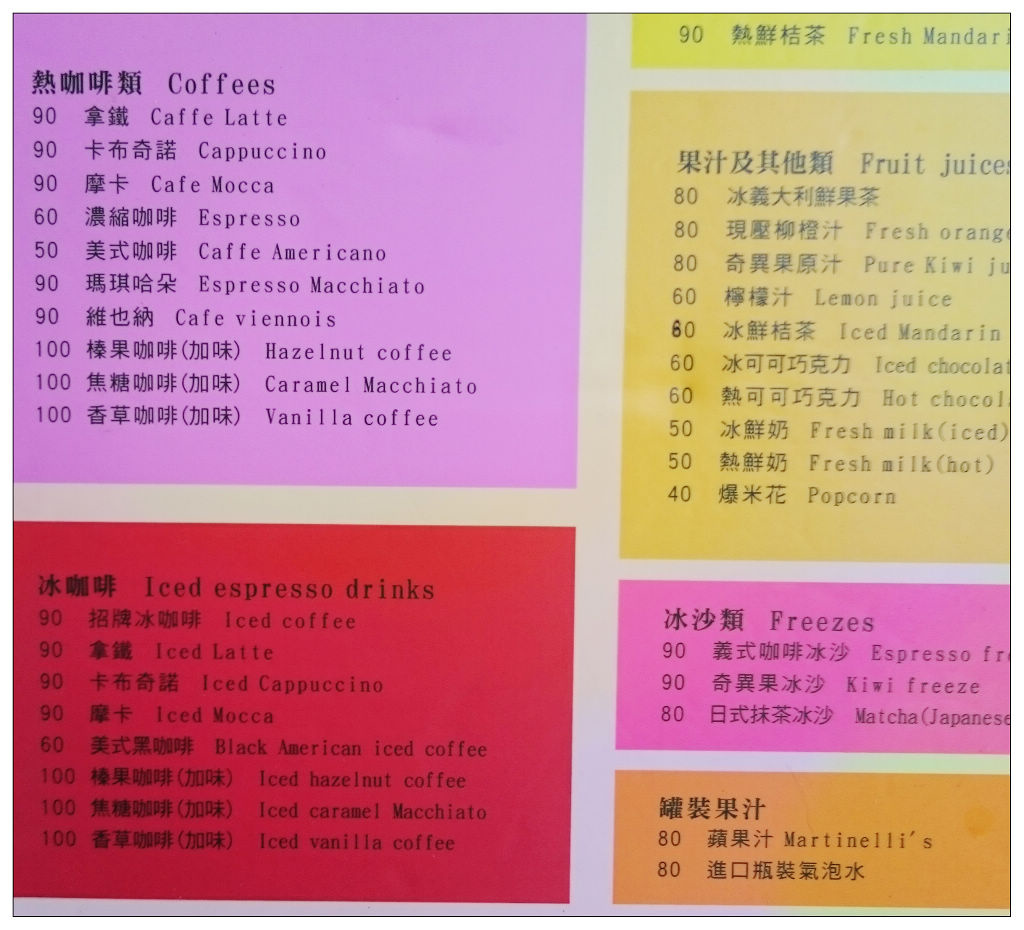 熱咖啡類 Coffees
90 拿鐵 Caffe Latte
90 卡布奇諾 Cappuccino
90 摩卡 Cafe Mocca
60 濃縮咖啡 Espresso
50 美式咖啡 Caffe Americano
90 瑪琪哈朵 Espresso Macchiato
90 維也納 Cafe viennois
100 榛果咖啡(加味) Hazelnut coffee
100 焦糖咖啡(加味) Caramel Macchiato
100 香草咖啡(加味) Vanilla coffee
冰咖啡 Iced espresso drinks
90 招牌冰咖啡 Iced coffee
90 拿鐵 Iced Latte
90 卡布奇諾 Iced Cappuccino
90 摩卡 Iced Mocca
60 美式黑咖啡 Black American iced coffee
100 榛果咖啡(加味) Iced hazelnut coffee
100 焦糖咖啡(加味) Iced caramel Macchiato
100 香草咖啡(加味) Iced vanilla coffee
90 熱鮮桔茶 Fresh Mandari
果汁及其他類 Fruit juices
80 冰義大利鮮果茶
80 現壓柳橙汁 Fresh orange
80 奇異果原汁 Pure Kiwi ju
60 檸檬汁 Lemon juice
60 冰鮮桔茶 Iced Mandarin
60 冰可可巧克力 Iced chocolat
60 熱可可巧克力 Hot chocol
50 冰鮮奶 Fresh milk(iced)
50 熱鮮奶 Fresh milk(hot)
40 爆米花 Popcorn
冰沙類 Freezes
90 義式咖啡冰沙 Espresso fre
90 奇異果冰沙 Kiwi freeze
80 日式抹茶冰沙 Matcha(Japanese
罐裝果汁
80 蘋果汁 Martinelli's
80 進口瓶裝氣泡水